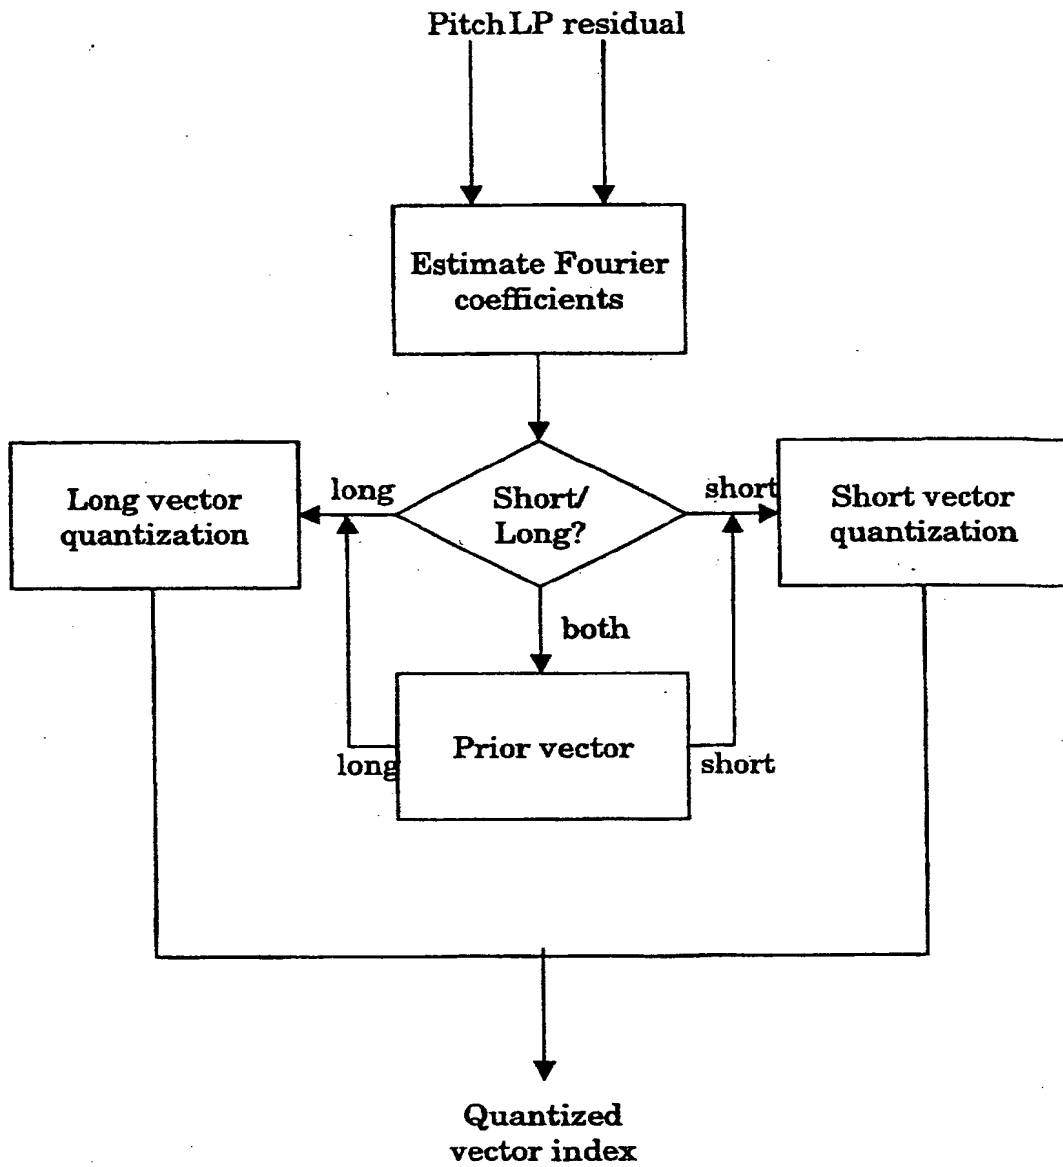 Pitch LP residual
Estimate Fourier
coefficients
Long vector
quantization
long
Short/
Long?
short
Short vector
quantization
both
long
Prior vector
short
Quantized
vector index